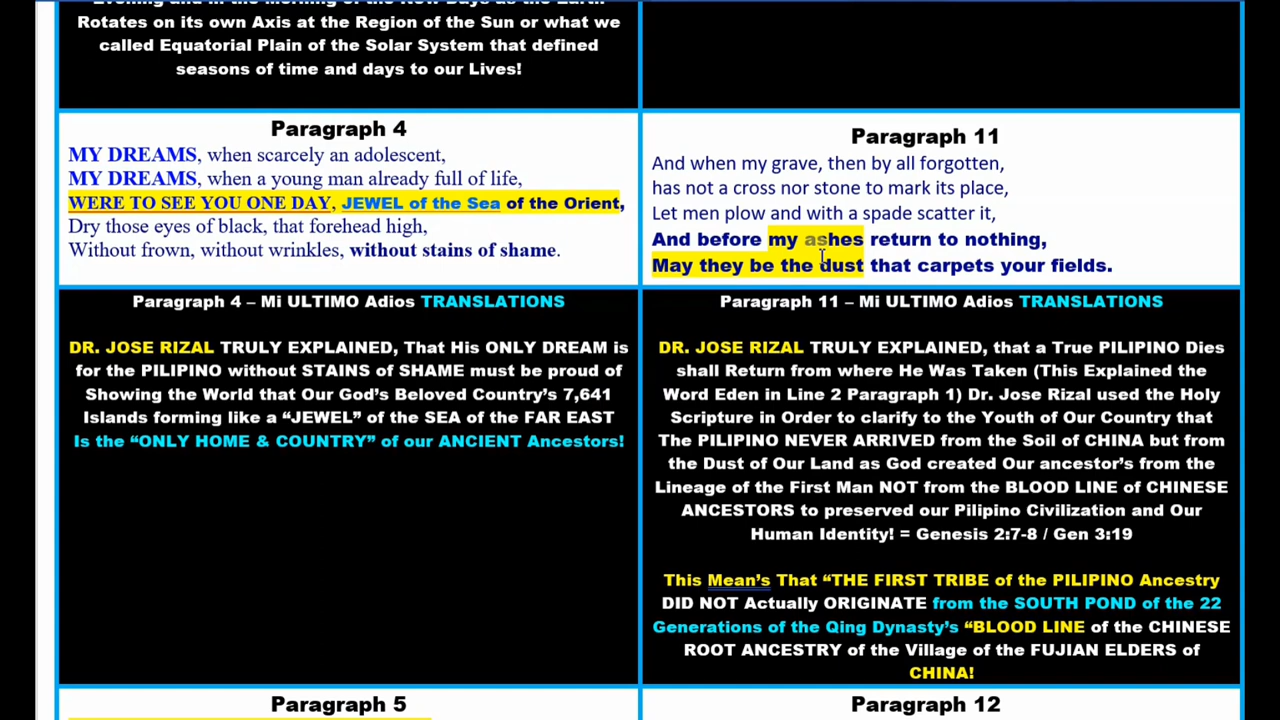 Evening and in the Morning of the New Days as the Earth
Rotates on its own Axis at the Region of the Sun or what we
called Equatorial Plain of the Solar System that defined
seasons of time and days to our Lives!
Paragraph 4
MY DREAMS, when scarcely an adolescent,
MY DREAMS, when a young man already full of life,
WERE TO SEE YOU ONE DAY, JEWEL of the Sea of the Orient,
Dry those eyes of black, that forehead high,
Without frown, without wrinkles, without stains of shame.
Paragraph 11
And when my grave, then by all forgotten,
has not a cross nor stone to mark its place,
Let men plow and with a spade scatter it,
And before my ashes return to nothing,
May they be the dust that carpets your fields.
Paragraph 4 – Mi ULTIMO Adios TRANSLATIONS
DR. JOSE RIZAL TRULY EXPLAINED, That His ONLY DREAM is
for the PILIPINO without STAINS of SHAME must be proud of
Showing the World that Our God's Beloved Country's 7,641
Islands forming like a “JEWEL” of the SEA of the FAR EAST
Is the “ONLY HOME & COUNTRY” of our ANCIENT Ancestors!
Paragraph 11 – Mi ULTIMO Adios TRANSLATIONS
DR. JOSE RIZAL TRULY EXPLAINED, that a True PILIPINO Dies
shall Return from where He Was Taken (This Explained the
Word Eden in Line 2 Paragraph 1) Dr. Jose Rizal used the Holy
Scripture in Order to clarify to the Youth of Our Country that
The PILIPINO NEVER ARRIVED from the Soil of CHINA but from
the Dust of Our Land as God created Our ancestor's from the
Lineage of the First Man NOT from the BLOOD LINE of CHINESE
ANCESTORS to preserved our Pilipino Civilization and Our
Human Identity! = Genesis 2:7-8 / Gen 3:19
This Mean's That “THE FIRST TRIBE of the PILIPINO Ancestry
DID NOT Actually ORIGINATE from the SOUTH POND of the 22
Generations of the Qing Dynasty's “BLOOD LINE of the CHINESE
ROOT ANCESTRY of the Village of the FUJIAN ELDERS of
CHINA!
Paragraph 5
Paragraph 12